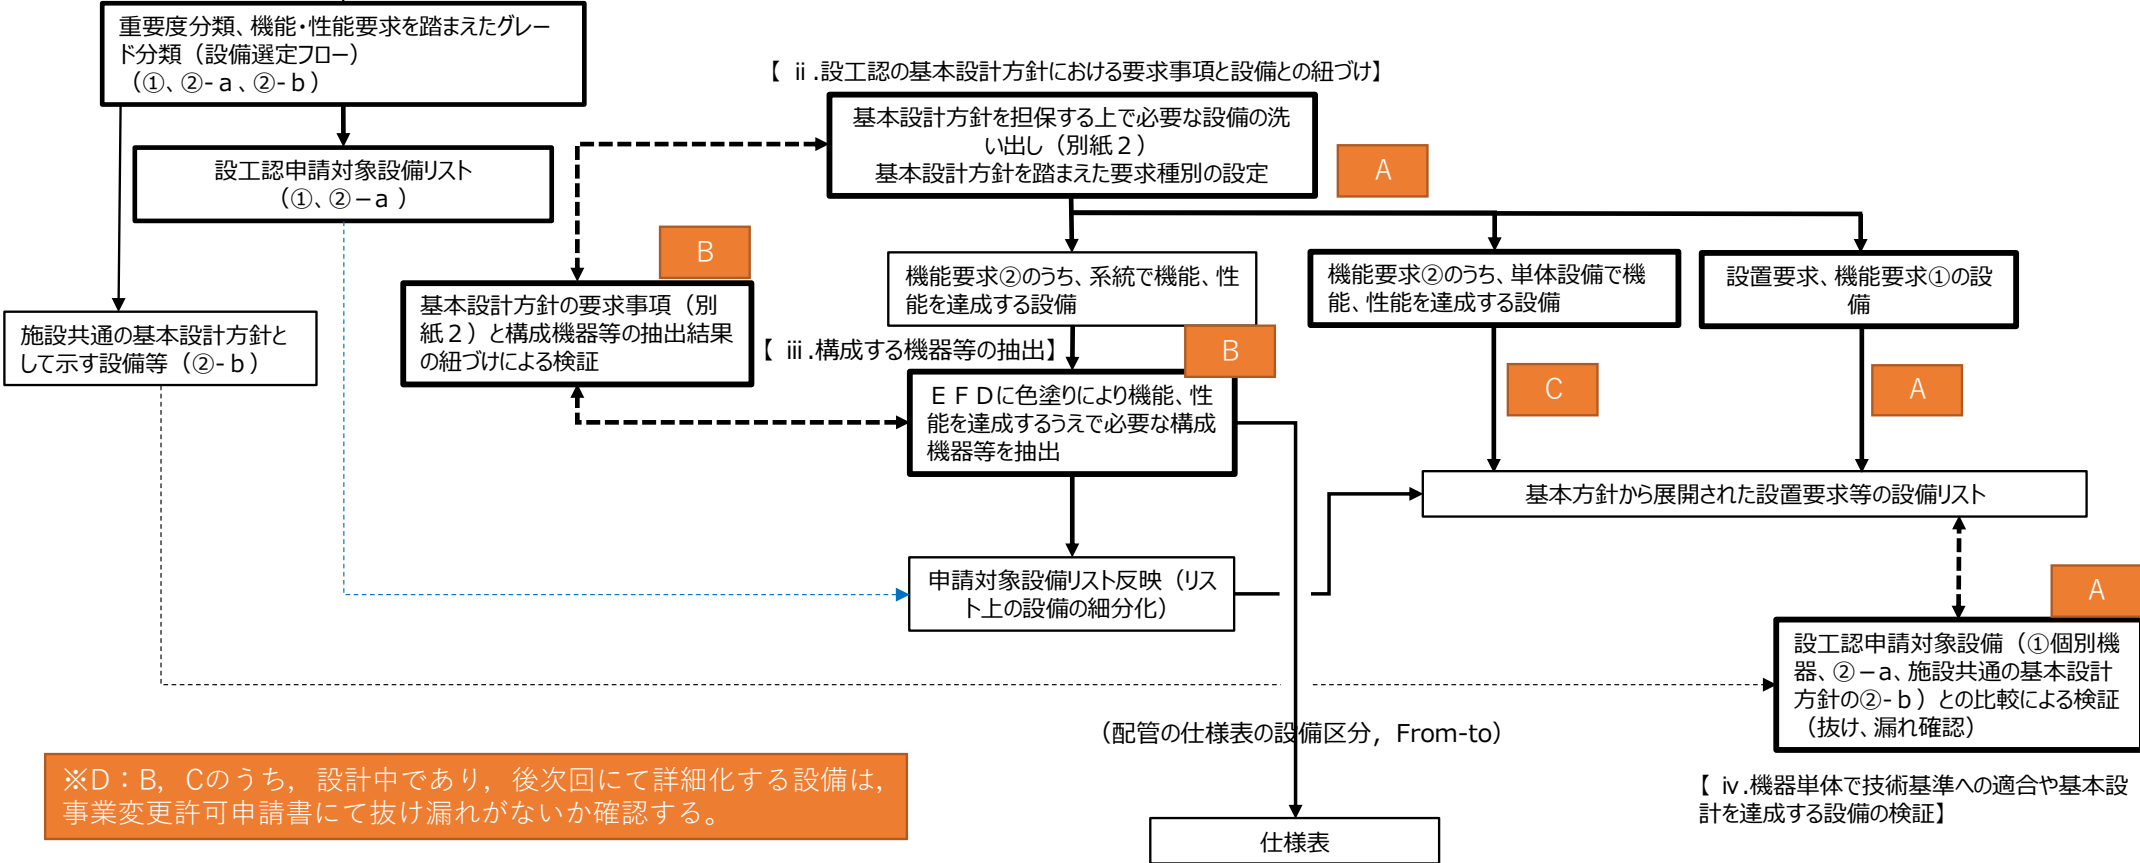 重要度分類、機能・性能要求を踏まえたグレー
ド分類（設備選定フロー）
（①、②-ａ、②-ｂ）
設工認申請対象設備リスト
（①、②－ａ）
施設共通の基本設計方針と
して示す設備等（②-ｂ）
【 ⅱ.設工認の基本設計方針における要求事項と設備との紐づけ】
基本設計方針を担保する上で必要な設備の洗
い出し（別紙２）
基本設計方針を踏まえた要求種別の設定
A
B
基本設計方針の要求事項（別
紙２）と構成機器等の抽出結果
の紐づけによる検証
機能要求②のうち、系統で機能、性
能を達成する設備
機能要求②のうち、単体設備で機
能、性能を達成する設備
設置要求、機能要求①の設
備
【 ⅲ.構成する機器等の抽出】
B
ＥＦＤに色塗りにより機能、性
能を達成するうえで必要な構成
機器等を抽出
C
A
基本方針から展開された設置要求等の設備リスト
申請対象設備リスト反映（リス
ト上の設備の細分化）
A
設工認申請対象設備（①個別機
器、②－a、施設共通の基本設計
方針の②-ｂ）との比較による検証
（抜け、漏れ確認）
（配管の仕様表の設備区分，From-to）
【 ⅳ.機器単体で技術基準への適合や基本設
計を達成する設備の検証】
※D：B，Cのうち，設計中であり，後次回にて詳細化する設備は，
事業変更許可申請書にて抜け漏れがないか確認する。
仕様表